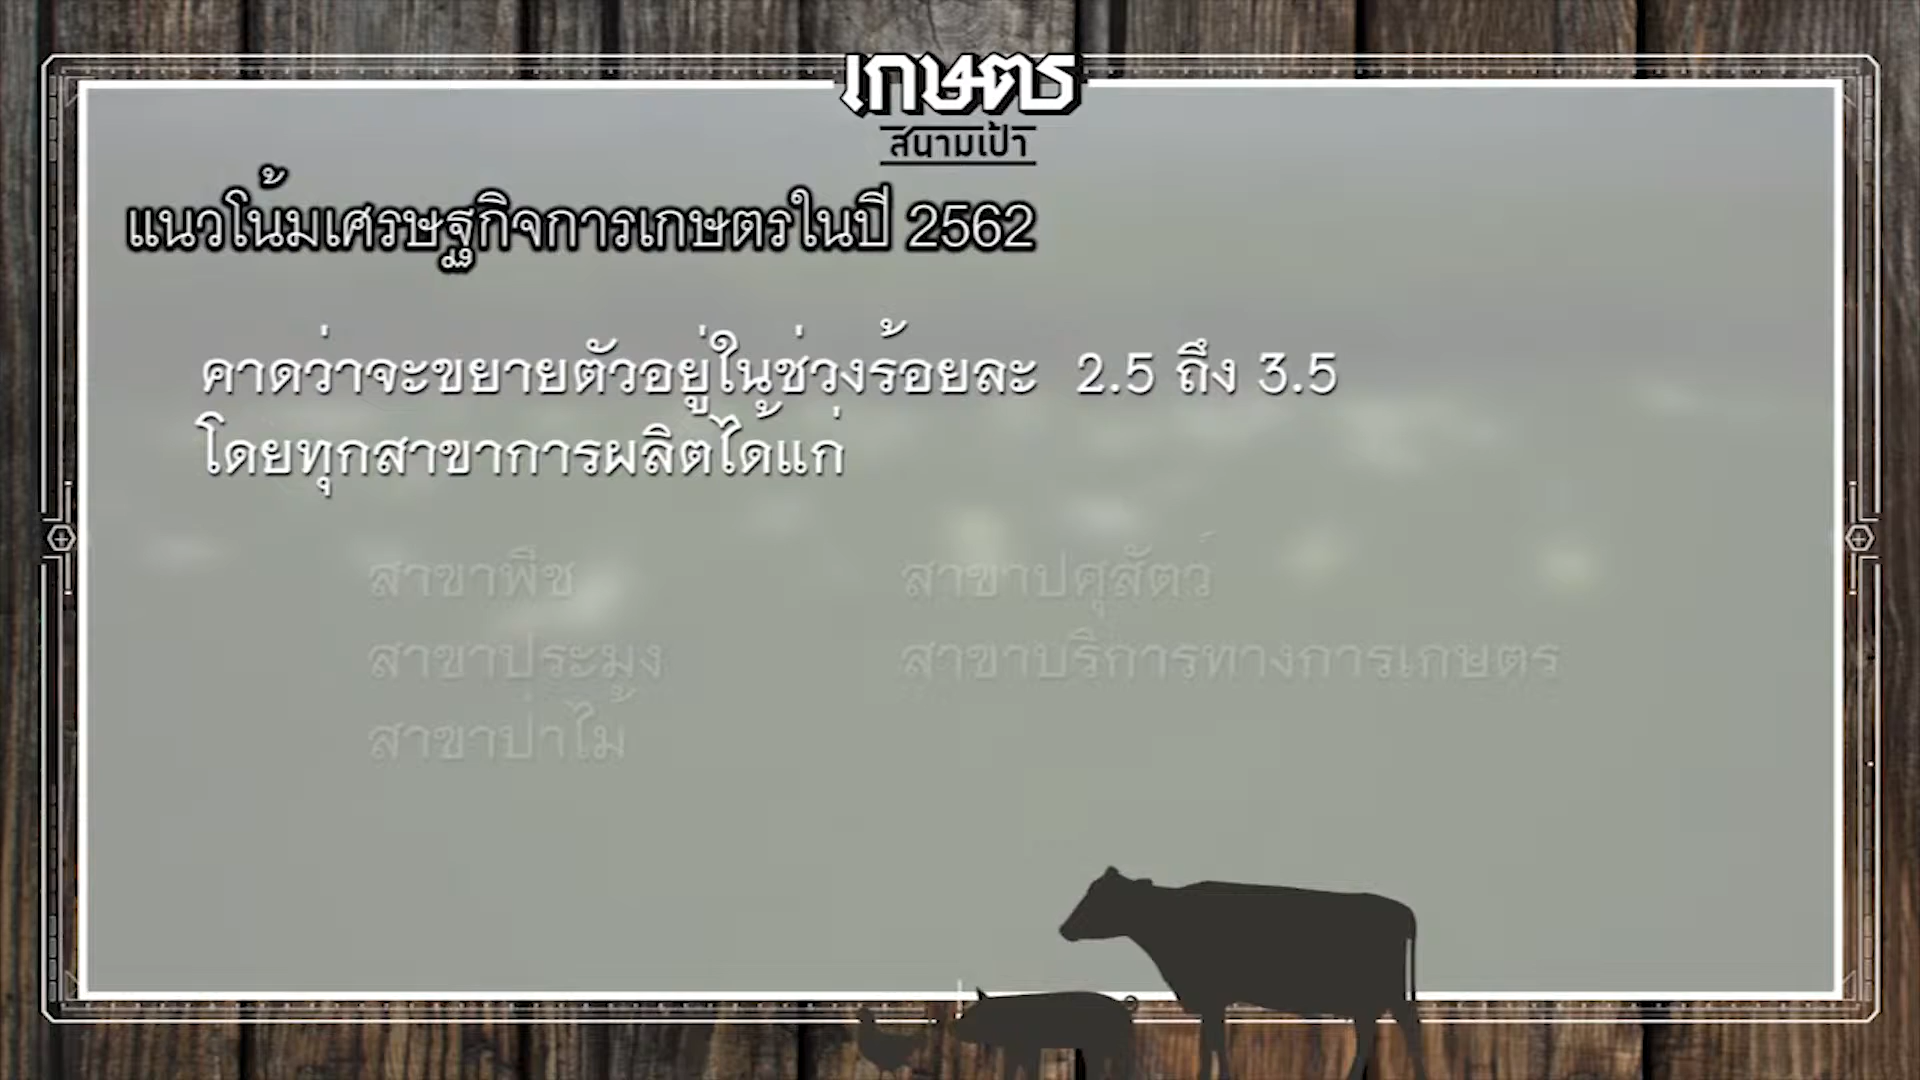 เกษตร
สนามเป้า
แนวโน้มเศรษฐกิจการเกษตรในปี 2562
คาดว่าจะขยายตัวอยู่ในช่วงร้อยละ 2.5 ถึง 3.5
โดยทุกสาขาการผลิตได้แก่
สาขาพืช สาขาปศุสัตว์
สาขาประมง สาขาบริการทางการเกษตร
สาขาป่าไม้